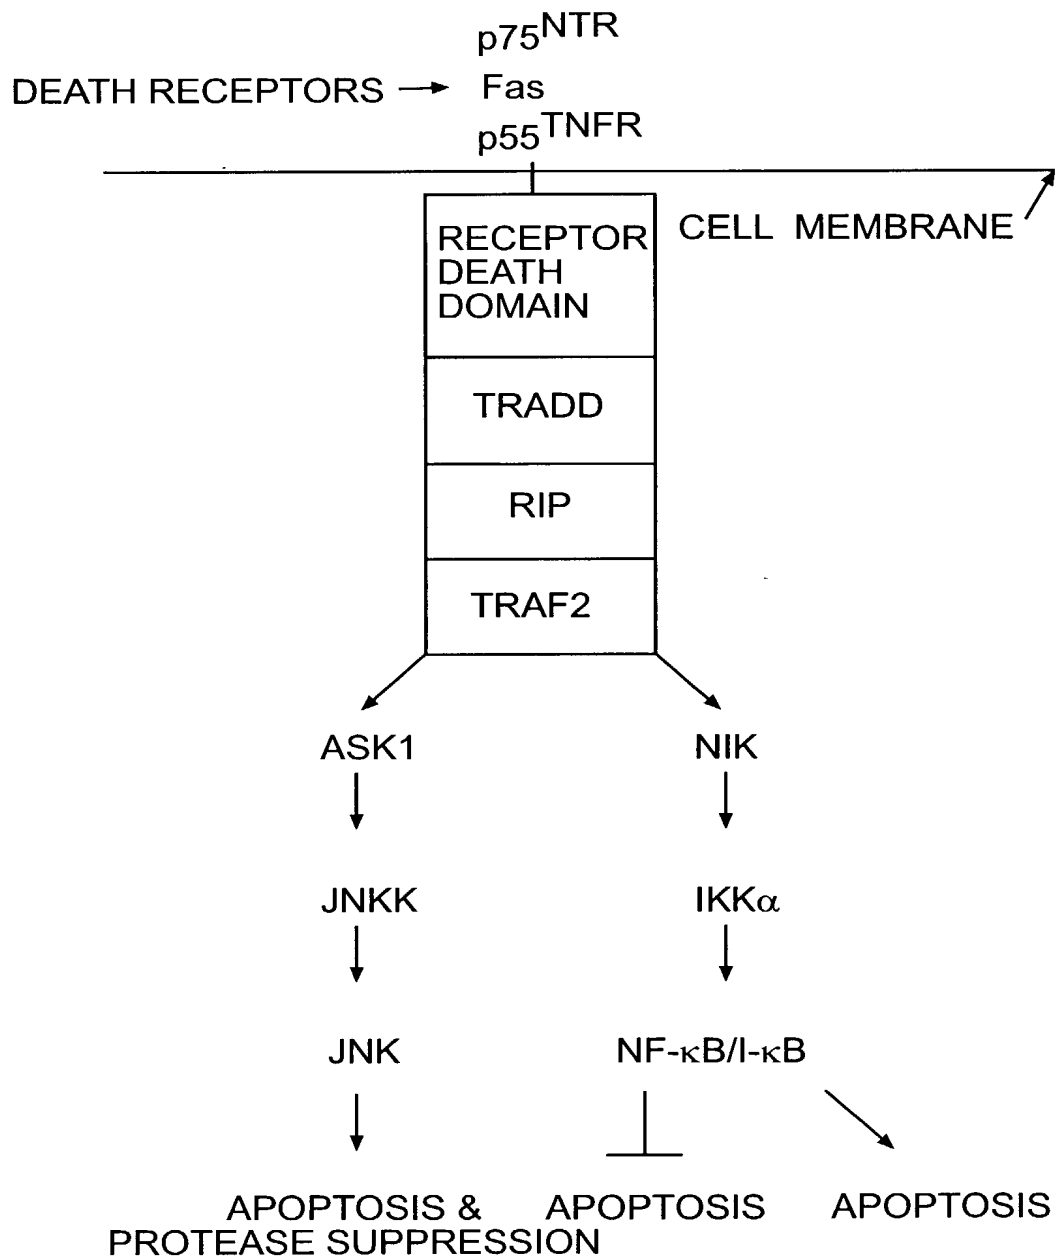 p75NTR
DEATH RECEPTORS → Fas
p55TNFR
CELL MEMBRANE
RECEPTOR
DEATH
DOMAIN
TRADD
RIP
TRAF2
ASK1 NIK
JNKK IKKα
JNK NF-κB/I-κB
APOPTOSIS & APOPTOSIS APOPTOSIS
PROTEASE SUPPRESSION